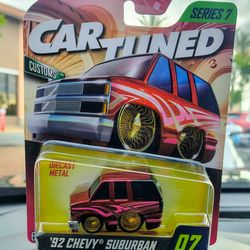 SERIES 7
CAR TUNED
CUSTOMS
DIECAST
METAL
'92 CHEVY® SUBURBAN
07